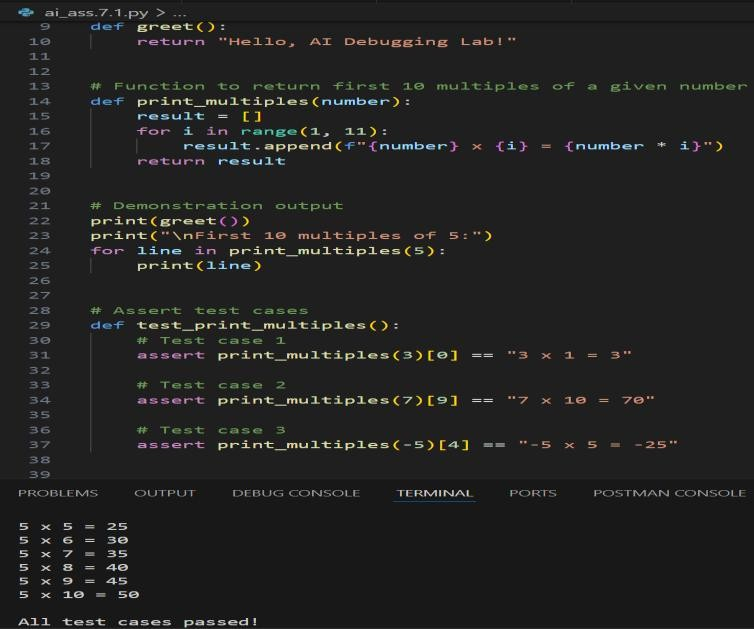 ai_ass.7.1.py > ...
9 def greet():
10 return "Hello, AI Debugging Lab!"
11
12
13 # Function to return first 10 multiples of a given number
14 def print_multiples(number):
15 result = []
16 for i in range(1, 11):
17 result.append(f"{number} x {i} = {number * i}")
18 return result
19
20
21 # Demonstration output
22 print(greet())
23 print("\nFirst 10 multiples of 5:")
24 for line in print_multiples(5):
25 print(line)
26
27
28 # Assert test cases
29 def test_print_multiples():
30 # Test case 1
31 assert print_multiples(3)[0] == "3 x 1 = 3"
32
33 # Test case 2
34 assert print_multiples(7)[9] == "7 x 10 = 70"
35
36 # Test case 3
37 assert print_multiples(-5)[4] == "-5 x 5 = -25"
38
39
PROBLEMS OUTPUT DEBUG CONSOLE TERMINAL PORTS POSTMAN CONSOLE
5 x 5 = 25
5 x 6 = 30
5 x 7 = 35
5 x 8 = 40
5 x 9 = 45
5 x 10 = 50
All test cases passed!